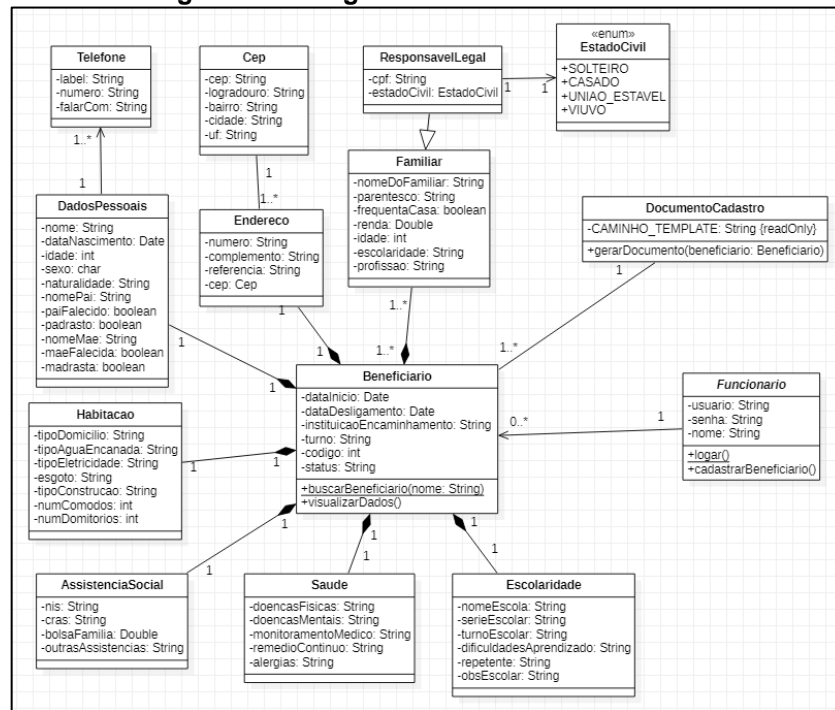 Telefone
-label: String
-numero: String
-falarCom: String
Cep
-cep: String
-logradouro: String
-bairro: String
-cidade: String
-uf: String
ResponsavelLegal
-cpf: String
-estadoCivil: EstadoCivil
1
1
«enum»
EstadoCivil
+SOLTEIRO
+CASADO
+UNIAO_ESTAVEL
+VIUVO
1..*
1
1
1..*
DadosPessoais
-nome: String
-dataNascimento: Date
-idade: int
-sexo: char
-naturalidade: String
-nomePai: String
-paiFalecido: boolean
-padrasto: boolean
-nomeMae: String
-maeFalecida: boolean
-madrasta: boolean
Endereco
-numero: String
-complemento: String
-referencia: String
-cep: Cep
Familiar
-nomeDoFamiliar: String
-parentesco: String
-frequentaCasa: boolean
-renda: Double
-idade: int
-escolaridade: String
-profissao: String
DocumentoCadastro
-CAMINHO_TEMPLATE: String {readOnly}
+gerarDocumento(beneficiario: Beneficiario)
1
1..*
1
1
1..*
1..*
1
1
Beneficiario
-dataInicio: Date
-dataDesligamento: Date
-instituicaoEncaminhamento: String
-turno: String
-codigo: int
-status: String
+buscarBeneficiario(nome: String)
+visualizarDados()
Funcionario
-usuario: String
-senha: String
-nome: String
+logar()
+cadastrarBeneficiario()
0..*
1
Habitacao
-tipoDomicilio: String
-tipoAguaEncanada: String
-tipoEletricidade: String
-esgoto: String
-tipoConstrucao: String
-numComodos: int
-numDomitorios: int
1
1
1
1
1
1
1
1
AssistenciaSocial
-nis: String
-cras: String
-bolsaFamilia: Double
-outrasAssistencias: String
Saude
-doencasFisicas: String
-doencasMentais: String
-monitoramentoMedico: String
-remedioContinuo: String
-alergias: String
Escolaridade
-nomeEscola: String
-serieEscolar: String
-turnoEscolar: String
-dificuldadesAprendizado: String
-repetente: String
-obsEscolar: String